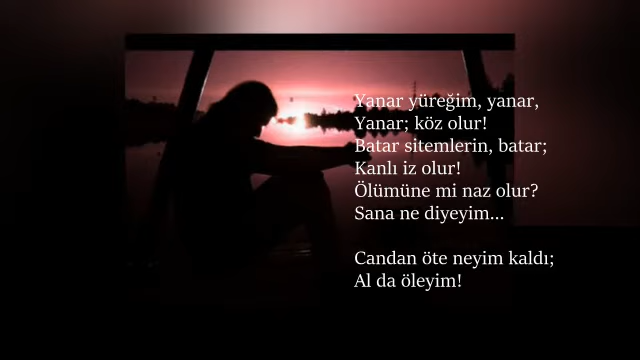 Yanar yüreğim, yanar,
Yanar; köz olur!
Batar sitemlerin, batar;
Kanlı iz olur!
Ölümüne mi naz olur?
Sana ne diyeyim...
Candan öte neyim kaldı;
Al da öleyim!